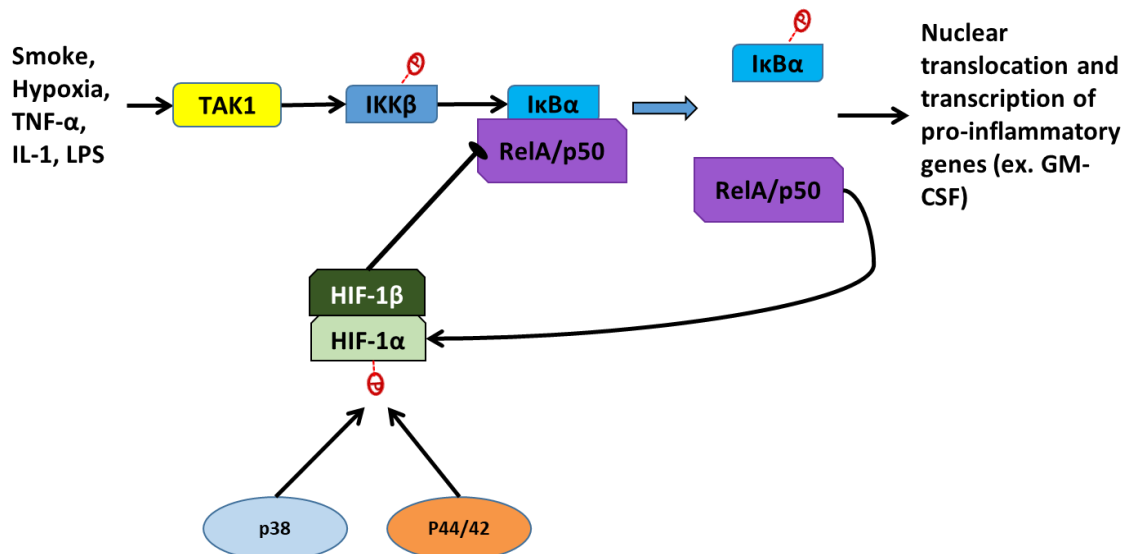 Smoke,
Hypoxia,
TNF-α,
IL-1, LPS
TAK1
P
IKKβ
IκBα
RelA/p50
P
IκBα
RelA/p50
Nuclear
translocation and
transcription of
pro-inflammatory
genes (ex. GM-
CSF)
HIF-1β
HIF-1α
P
p38
P44/42